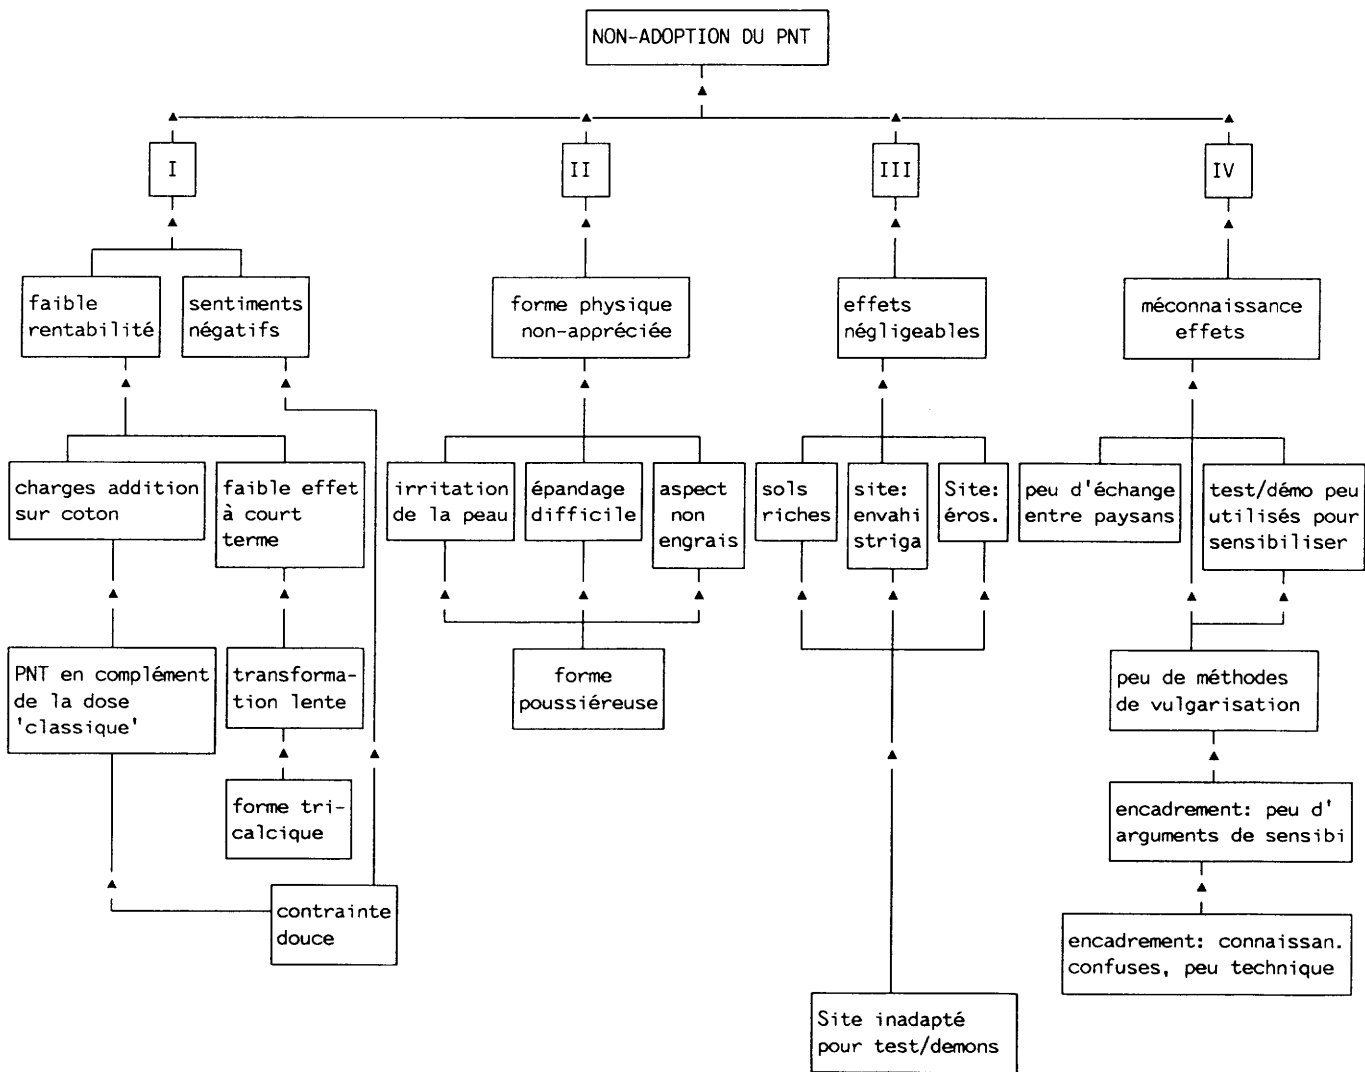 NON-ADOPTION DU PNT
I
II
III
IV
faible
rentabilité
sentiments
négatifs
forme physique
non-appréciée
effets
négligeables
méconnaissance
effets
charges addition
sur coton
faible effet
à court
terme
irritation
de la peau
épandage
difficile
aspect
non
engrais
sols
riches
site:
envahi
striga
Site:
éros.
peu d'échange
entre paysans
test/démo peu
utilisés pour
sensibiliser
PNT en complément
de la dose
'classique'
transforma-
tion lente
forme
poussiéreuse
peu de méthodes
de vulgarisation
forme tri-
calcique
encadrement: peu d'
arguments de sensibi
contrainte
douce
encadrement: connaissan.
confuses, peu technique
Site inadapté
pour test/demons